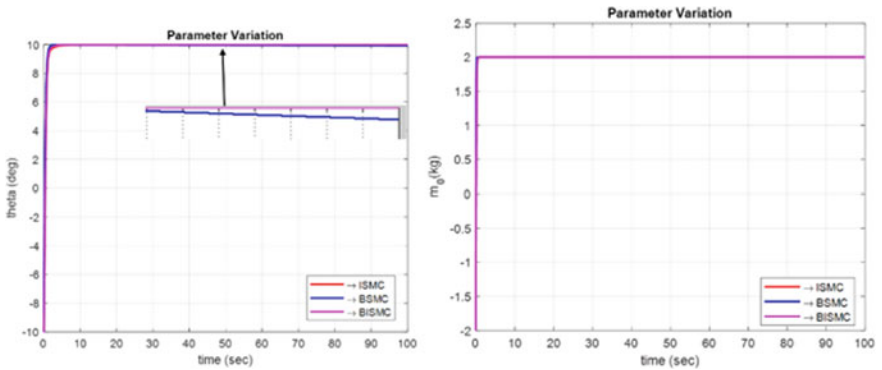 Parameter Variation
10
8
6
4
2
0
-2
-4
-6
-8
-10
theta (deg)
0 10 20 30 40 50 60 70 80 90 100
time (sec)
→ ISMC
→ BSMC
→ BISMC
Parameter Variation
2.5
2
1.5
1
0.5
0
-0.5
-1
-1.5
-2
m0(kg)
0 10 20 30 40 50 60 70 80 90 100
time (sec)
→ ISMC
→ BSMC
→ BISMC